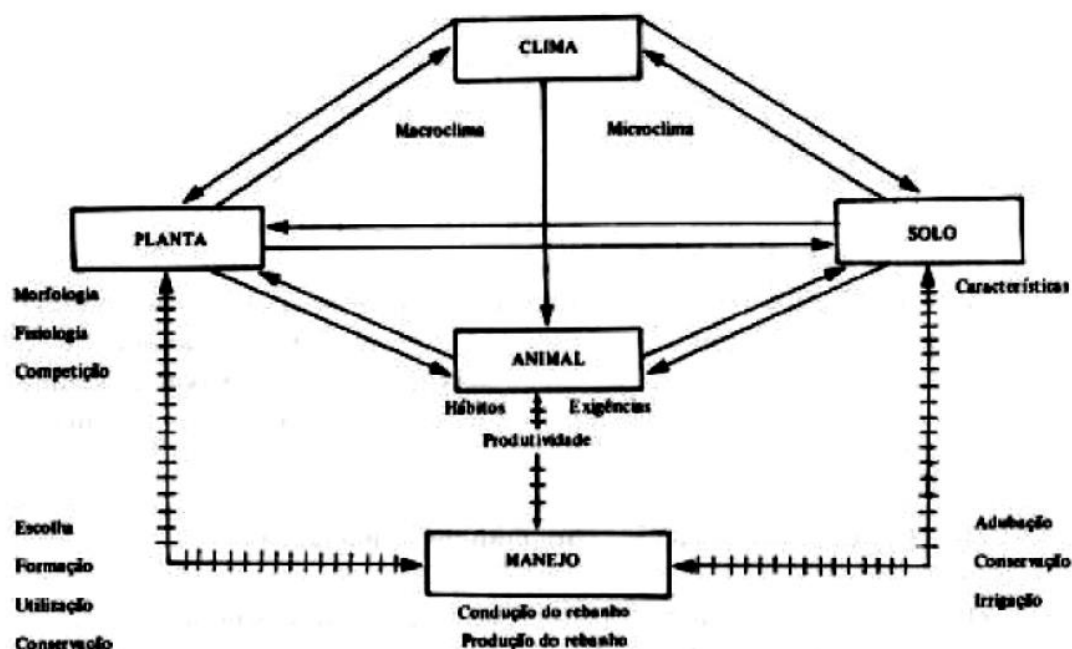 CLIMA
Macroclima
Microclima
PLANTA
SOLO
Morfologia
Características
Fisiologia
ANIMAL
Competição
Hábitos
Exigências
Produtividade
Escolha
Adubação
Formação
MANEJO
Conservação
Utilização
Condução do rebanho
Irrigação
Conservação
Produção do rebanho